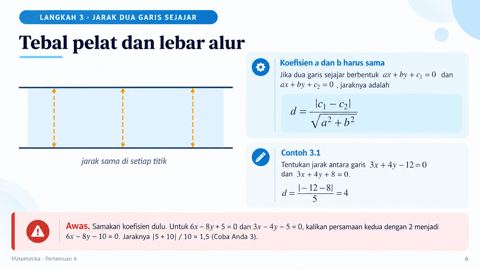 LANGKAH 3 · JARAK DUA GARIS SEJAJAR
Tebal pelat dan lebar alur
jarak sama di setiap titik
Koefisien a dan b harus sama
Jika dua garis sejajar berbentuk ax + by + c₁ = 0 dan
ax + by + c₂ = 0 , jaraknya adalah
d = |c₁ − c₂| / √(a² + b²)
Contoh 3.1
Tentukan jarak antara garis 3x + 4y − 12 = 0
dan 3x + 4y + 8 = 0.
d = |−12 − 8| / 5 = 4
Awas. Samakan koefisien dulu. Untuk 6x − 8y + 5 = 0 dan 3x − 4y − 5 = 0, kalikan persamaan kedua dengan 2 menjadi
6x − 8y − 10 = 0. Jaraknya |5 + 10| / 10 = 1,5 (Coba Anda 3).
Matematika · Pertemuan 6
6